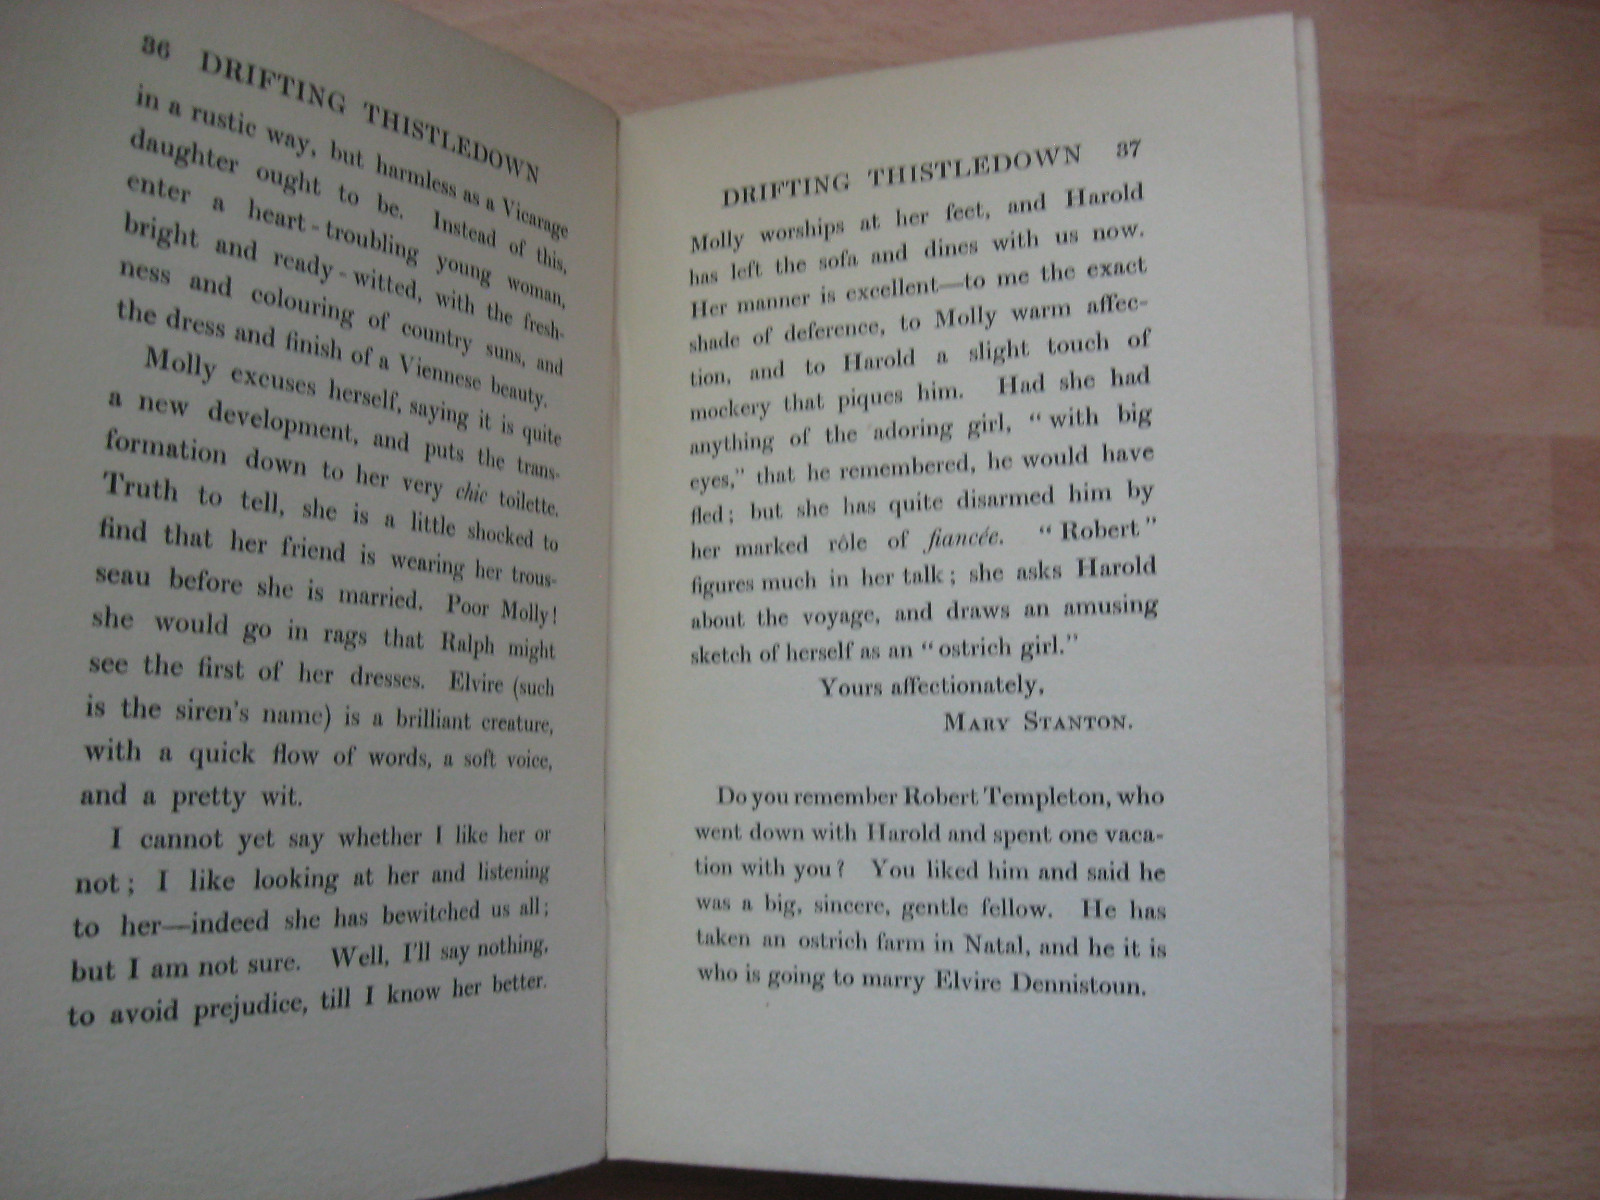 36 DRIFTING THISTLEDOWN
in a rustic way, but harmless as a Vicarage
daughter ought to be. Instead of this,
enter a heart-troubling young woman,
bright and ready-witted, with the fresh-
ness and colouring of country suns, and
the dress and finish of a Viennese beauty.
Molly excuses herself, saying it is quite
a new development, and puts the trans-
formation down to her very chic toilette.
Truth to tell, she is a little shocked to
find that her friend is wearing her trous-
seau before she is married. Poor Molly!
she would go in rags that Ralph might
see the first of her dresses. Elvire (such
is the siren's name) is a brilliant creature,
with a quick flow of words, a soft voice,
and a pretty wit.
I cannot yet say whether I like her or
not; I like looking at her and listening
to her—indeed she has bewitched us all;
but I am not sure. Well, I'll say nothing,
to avoid prejudice, till I know her better.
DRIFTING THISTLEDOWN 37
Molly worships at her feet, and Harold
has left the sofa and dines with us now.
Her manner is excellent—to me the exact
shade of deference, to Molly warm affec-
tion, and to Harold a slight touch of
mockery that piques him. Had she had
anything of the adoring girl, "with big
eyes," that he remembered, he would have
fled; but she has quite disarmed him by
her marked rôle of fiancée. "Robert"
figures much in her talk; she asks Harold
about the voyage, and draws an amusing
sketch of herself as an "ostrich girl."
Yours affectionately,
MARY STANTON.
Do you remember Robert Templeton, who
went down with Harold and spent one vaca-
tion with you? You liked him and said he
was a big, sincere, gentle fellow. He has
taken an ostrich farm in Natal, and he it is
who is going to marry Elvire Dennistoun.